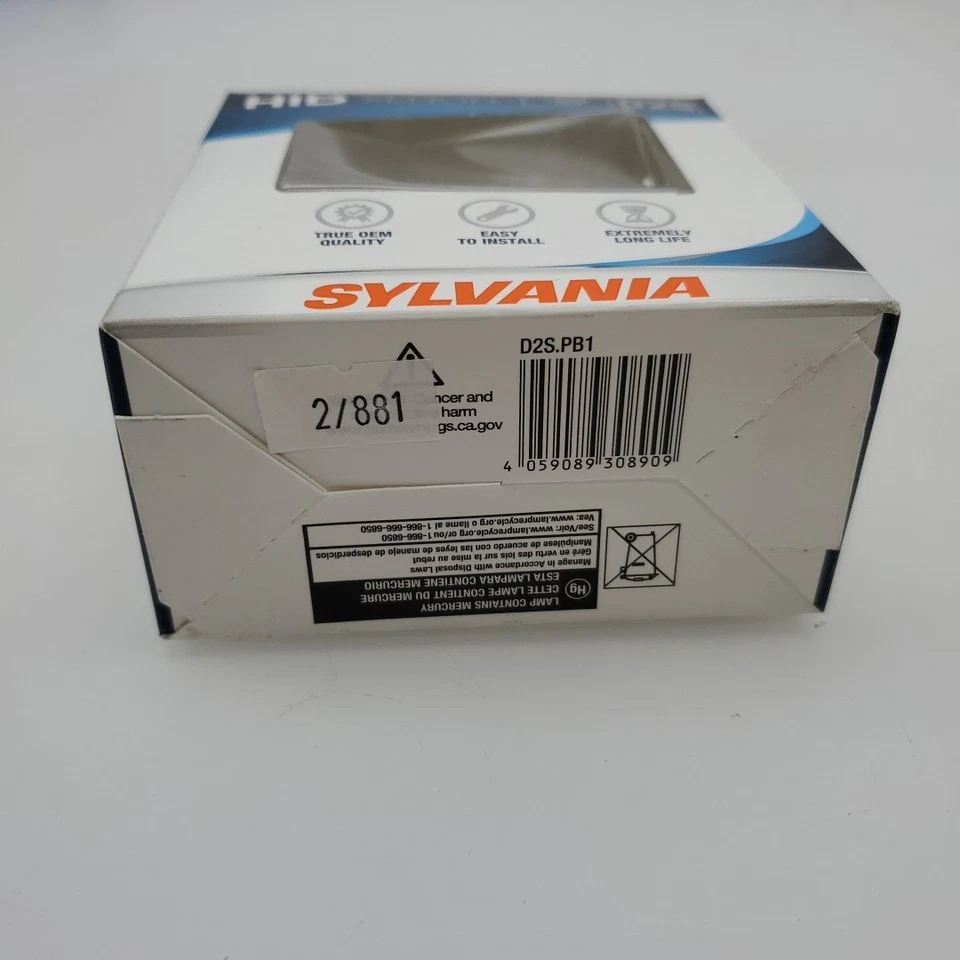 HID
TRUE OEM
QUALITY
EASY
TO INSTALL
EXTREMELY
LONG LIFE
SYLVANIA
D2S.PB1
2/881
Cancer and
harm
gs.ca.gov
4 059089 308909
LAMP CONTAINS MERCURY
CETTE LAMPE CONTIENT DU MERCURE
ESTA LAMPARA CONTIENE MERCURIO
Hg
Manage in Accordance with Disposal Laws
Géré en vertu des lois sur la mise au rebut
Manipúlese de acuerdo con las leyes de manejo de desperdicios
See/Voir: www.lamprecycle.org or/ou1-866-666-6850
Vea: www.lamprecycle.org o llame al 1-866-666-6850